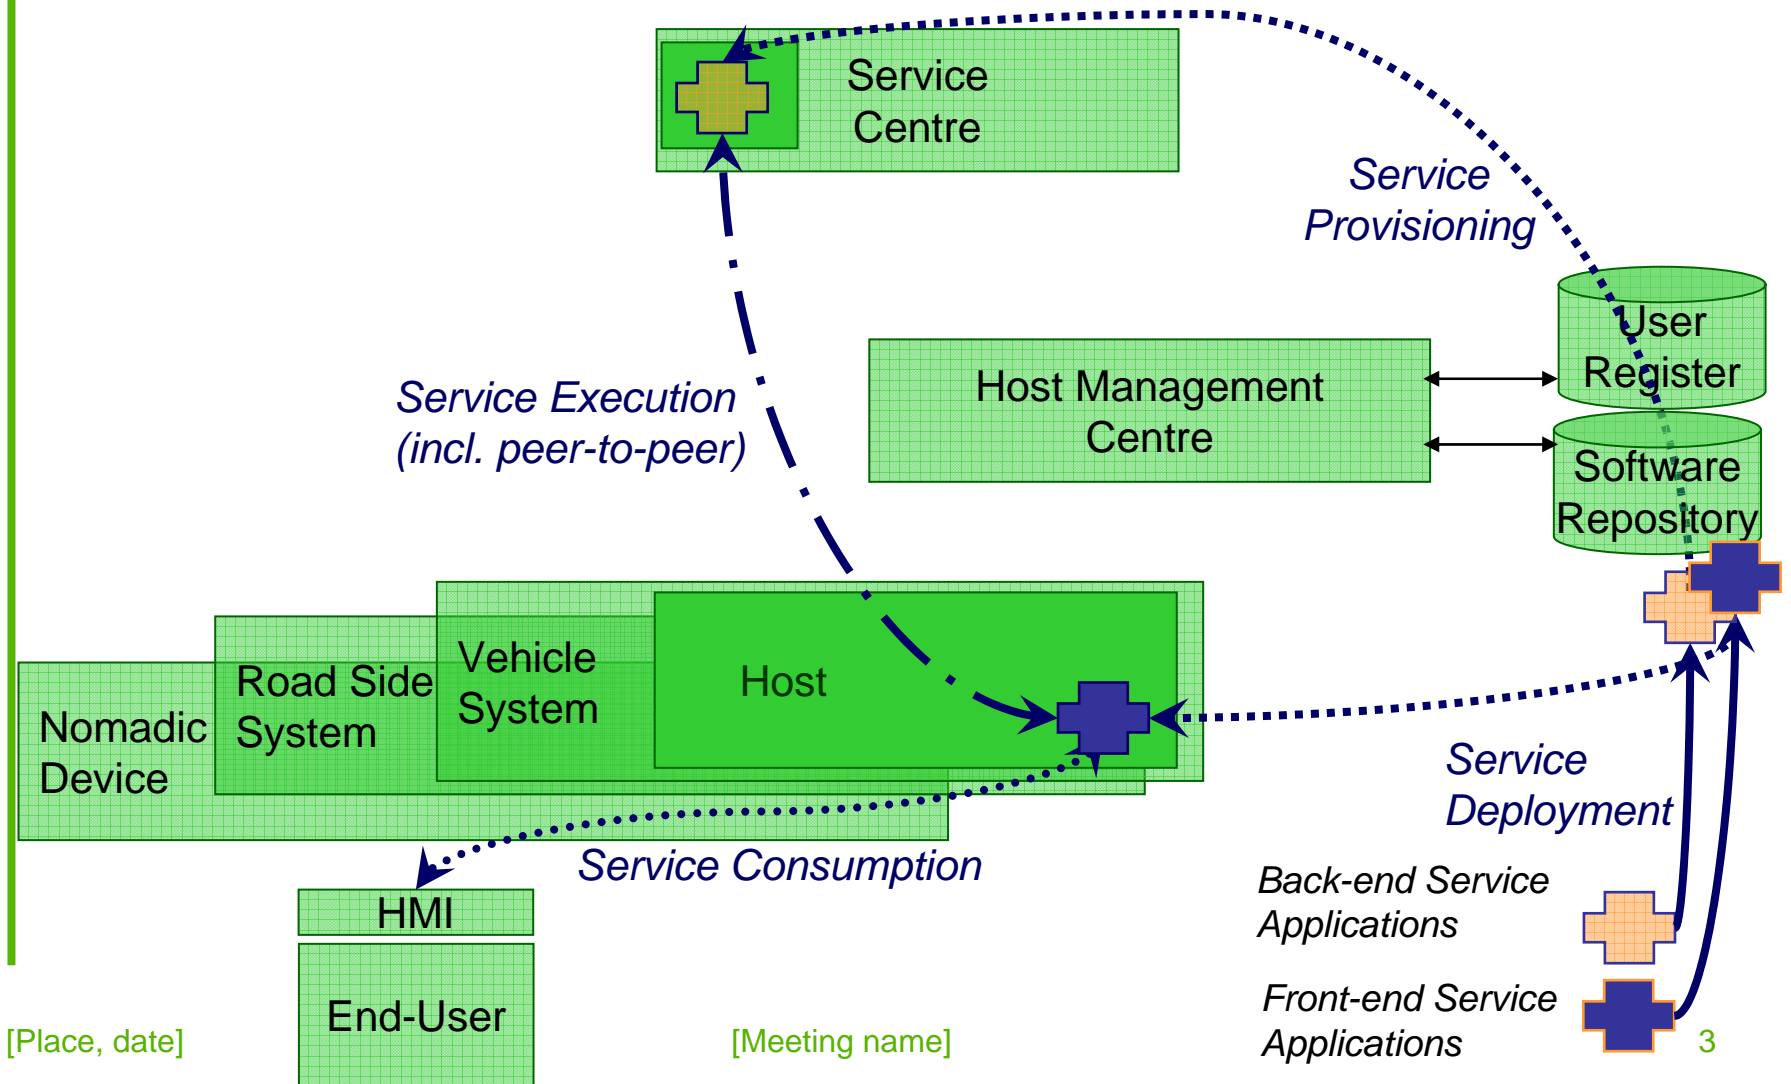 Service
Centre
Service
Provisioning
User
Register
Host Management
Centre
Service Execution
(incl. peer-to-peer)
Software
Repository
Vehicle
System
Road Side
System
Host
Nomadic
Device
Service
Deployment
Service Consumption
HMI
Back-end Service
Applications
End-User
Front-end Service
Applications
[Place, date]
[Meeting name]
3